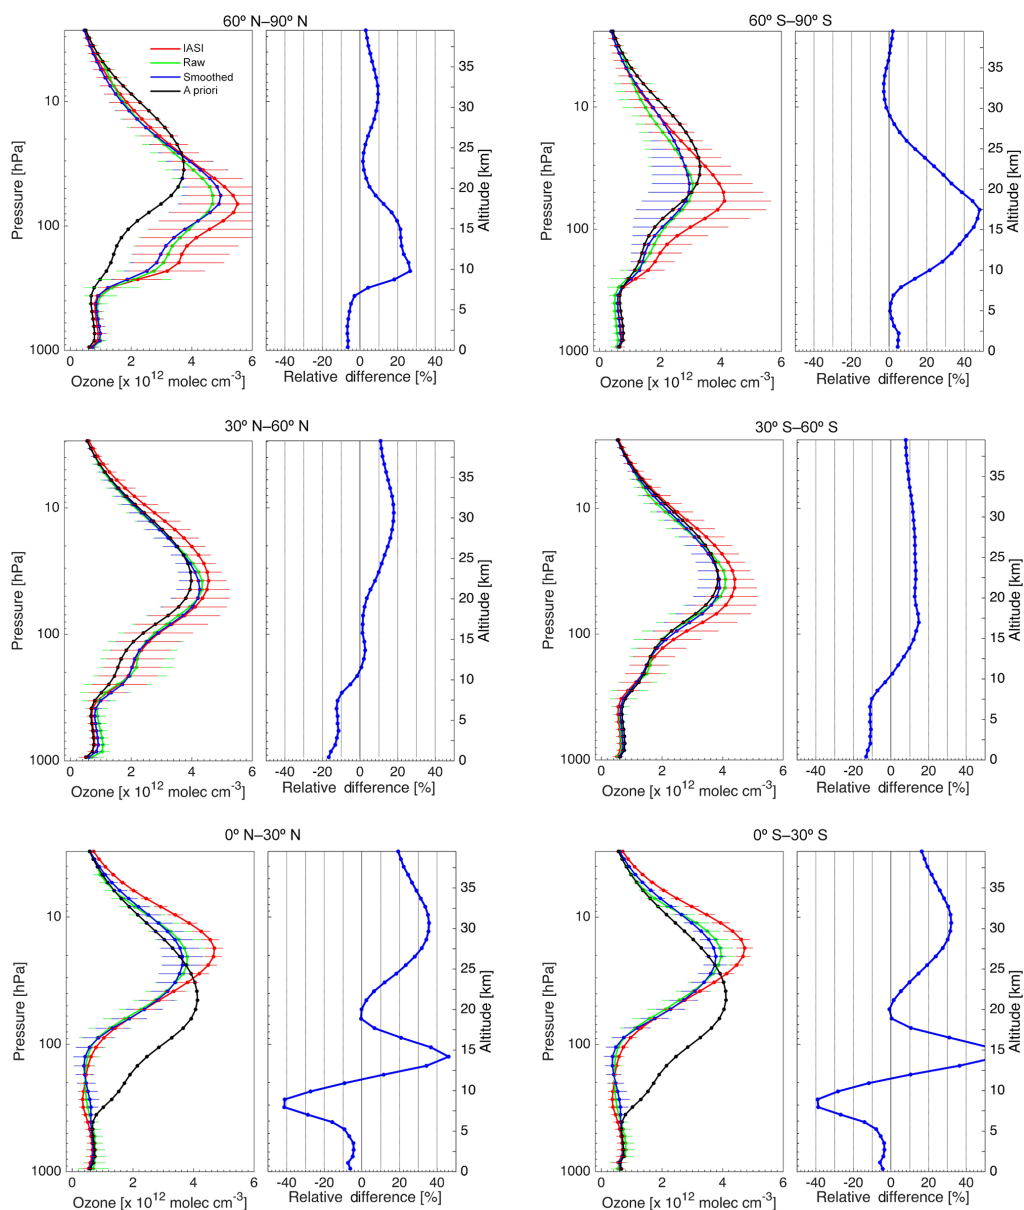 60º N–90º N
IASI
Raw
Smoothed
A priori
10
100
1000
Pressure [hPa]
0 2 4 6
Ozone [x 10¹² molec cm⁻³]
-40 -20 0 20 40
Relative difference [%]
35
30
25
20
15
10
5
0
Altitude [km]
60º S–90º S
10
100
1000
Pressure [hPa]
0 2 4 6
Ozone [x 10¹² molec cm⁻³]
-40 -20 0 20 40
Relative difference [%]
35
30
25
20
15
10
5
0
Altitude [km]
30º N–60º N
10
100
1000
Pressure [hPa]
0 2 4 6
Ozone [x 10¹² molec cm⁻³]
-40 -20 0 20 40
Relative difference [%]
35
30
25
20
15
10
5
0
Altitude [km]
30º S–60º S
10
100
1000
Pressure [hPa]
0 2 4 6
Ozone [x 10¹² molec cm⁻³]
-40 -20 0 20 40
Relative difference [%]
35
30
25
20
15
10
5
0
Altitude [km]
0º N–30º N
10
100
1000
Pressure [hPa]
0 2 4 6
Ozone [x 10¹² molec cm⁻³]
-40 -20 0 20 40
Relative difference [%]
35
30
25
20
15
10
5
0
Altitude [km]
0º S–30º S
10
100
1000
Pressure [hPa]
0 2 4 6
Ozone [x 10¹² molec cm⁻³]
-40 -20 0 20 40
Relative difference [%]
35
30
25
20
15
10
5
0
Altitude [km]